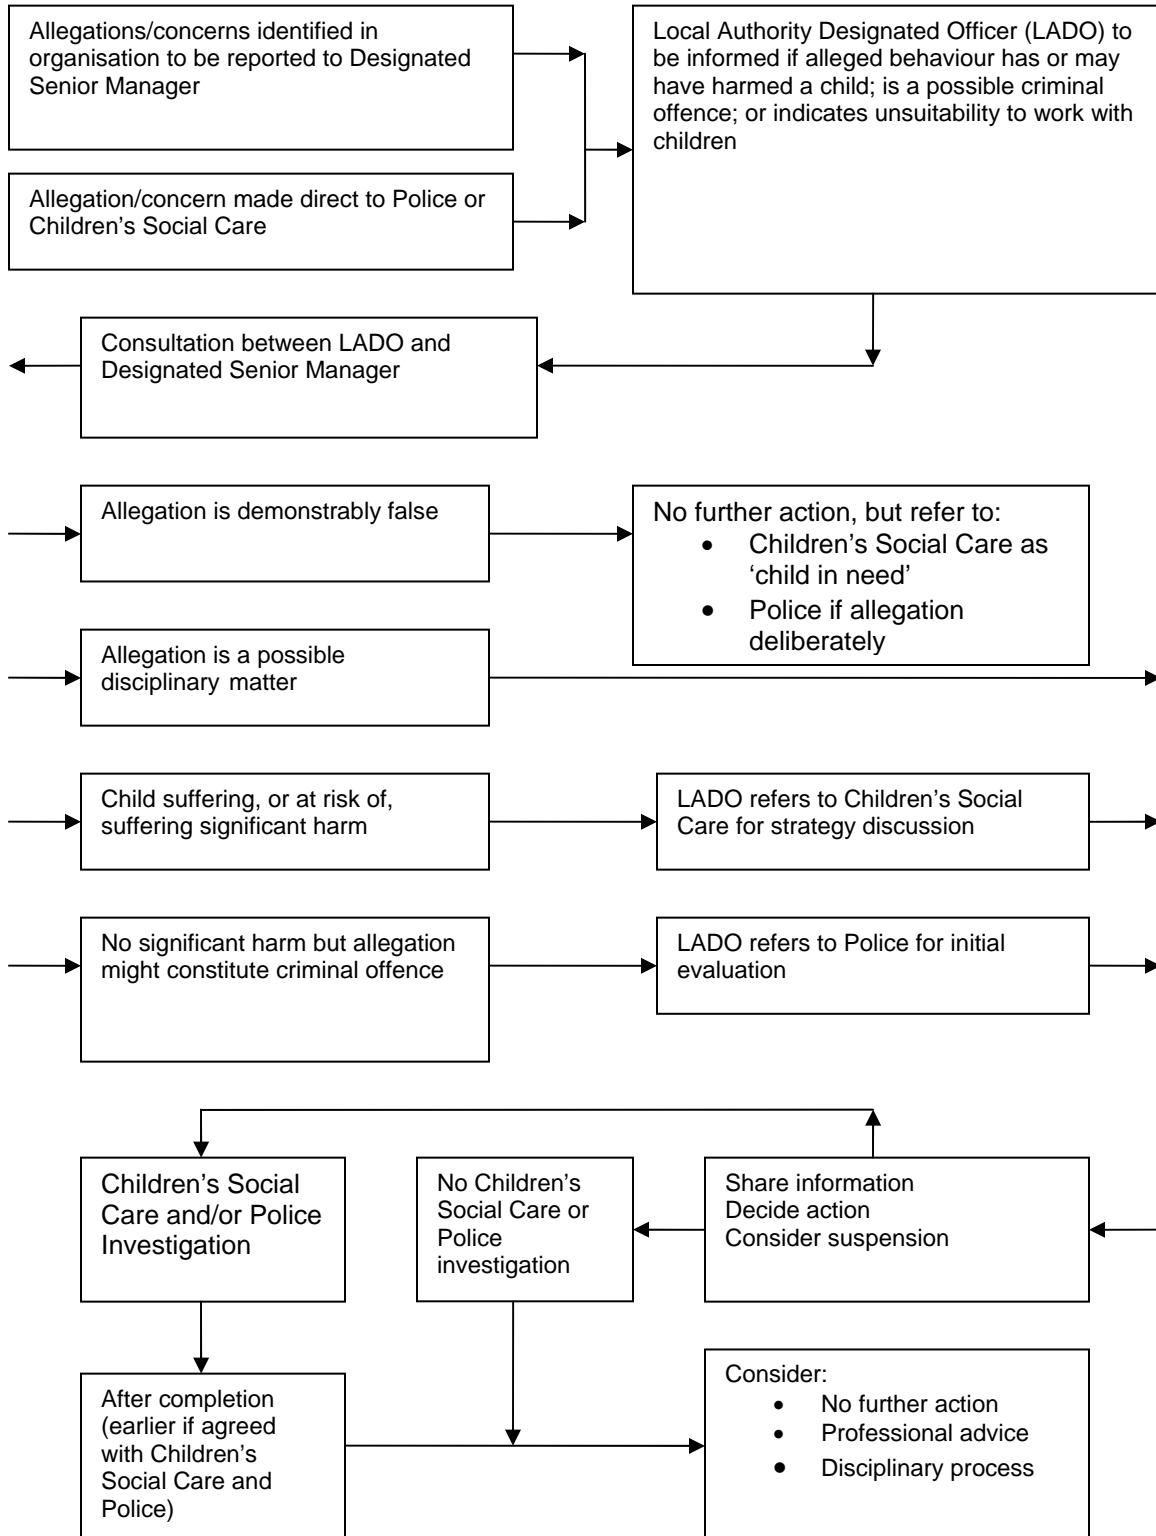 Allegations/concerns identified in
organisation to be reported to Designated
Senior Manager
Local Authority Designated Officer (LADO) to
be informed if alleged behaviour has or may
have harmed a child; is a possible criminal
offence; or indicates unsuitability to work with
children
Allegation/concern made direct to Police or
Children’s Social Care
Consultation between LADO and
Designated Senior Manager
Allegation is demonstrably false
No further action, but refer to:
• Children’s Social Care as
‘child in need’
• Police if allegation
deliberately
Allegation is a possible
disciplinary matter
Child suffering, or at risk of,
suffering significant harm
LADO refers to Children’s Social
Care for strategy discussion
No significant harm but allegation
might constitute criminal offence
LADO refers to Police for initial
evaluation
Children’s Social
Care and/or Police
Investigation
No Children’s
Social Care or
Police
investigation
Share information
Decide action
Consider suspension
After completion
(earlier if agreed
with Children’s
Social Care and
Police)
Consider:
• No further action
• Professional advice
• Disciplinary process